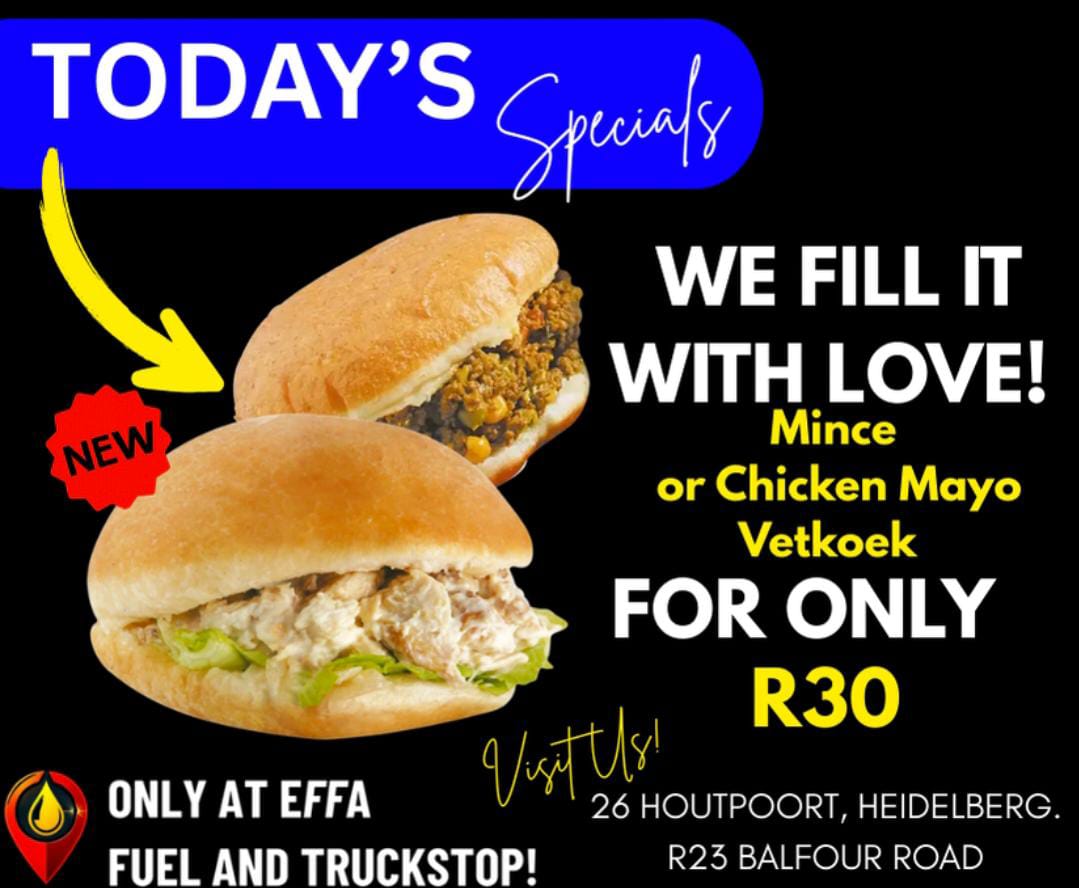 TODAY'S Specials
NEW
WE FILL IT
WITH LOVE!
Mince
or Chicken Mayo
Vetkoek
FOR ONLY
R30
Visit Us!
ONLY AT EFFA
FUEL AND TRUCKSTOP!
26 HOUTPOORT, HEIDELBERG.
R23 BALFOUR ROAD